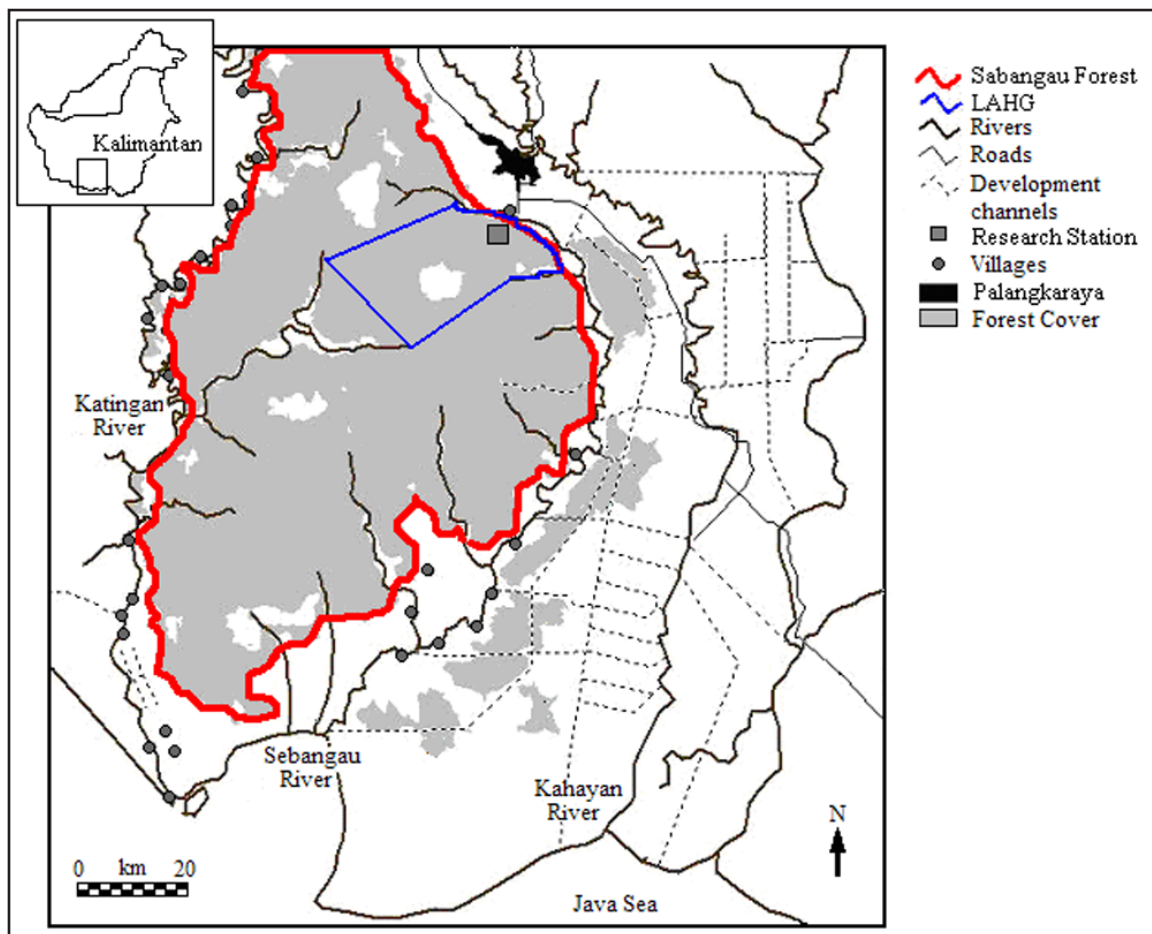 Kalimantan
Sabangau Forest
LAHG
Rivers
Roads
Development
channels
Research Station
Villages
Palangkaraya
Forest Cover
Katingan
River
Sebangau
River
Kahayan
River
N
0 km 20
Java Sea